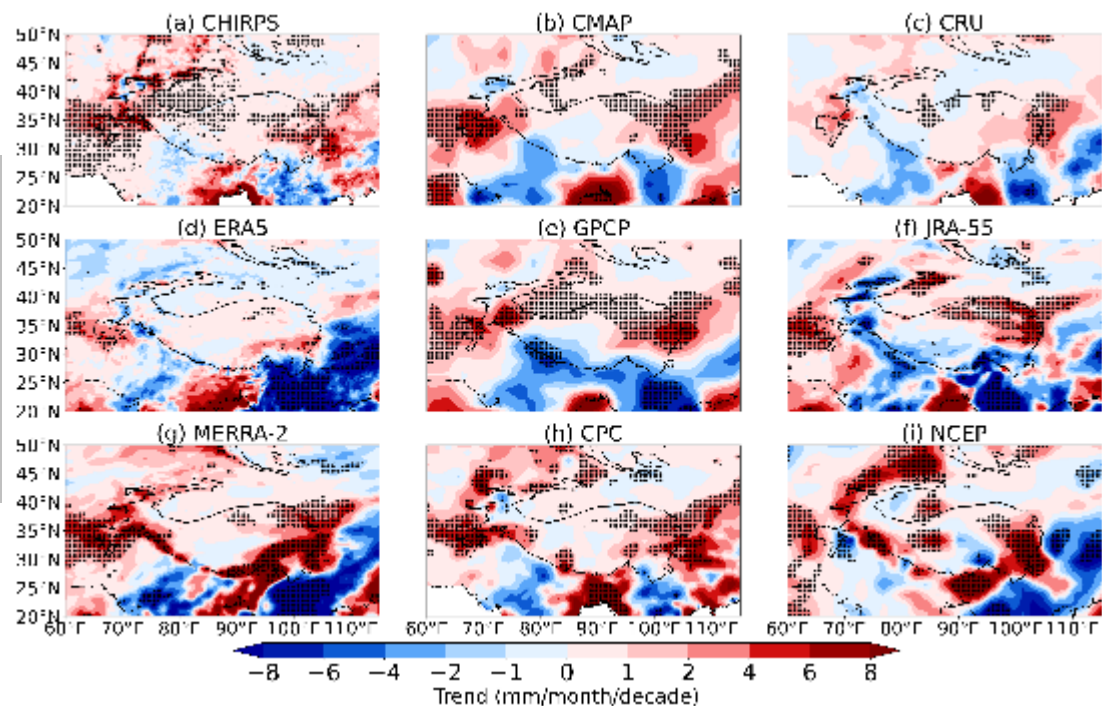 (a) CHIRPS (b) CMAP (c) CRU
50°N
45°N
40°N
35°N
30°N
25°N
20°N
(d) ERA5 (e) GPCP (f) JRA-55
50°N
45°N
40°N
35°N
30°N
25°N
20°N
(g) MERRA-2 (h) CPC (i) NCEP
50°N
45°N
40°N
35°N
30°N
25°N
20°N
60°E 70°E 80°E 90°E 100°E 110°E 60°E 70°E 80°E 90°E 100°E 110°E 60°E 70°E 80°E 90°E 100°E 110°E
−8 −6 −4 −2 −1 0 1 2 4 6 8
Trend (mm/month/decade)